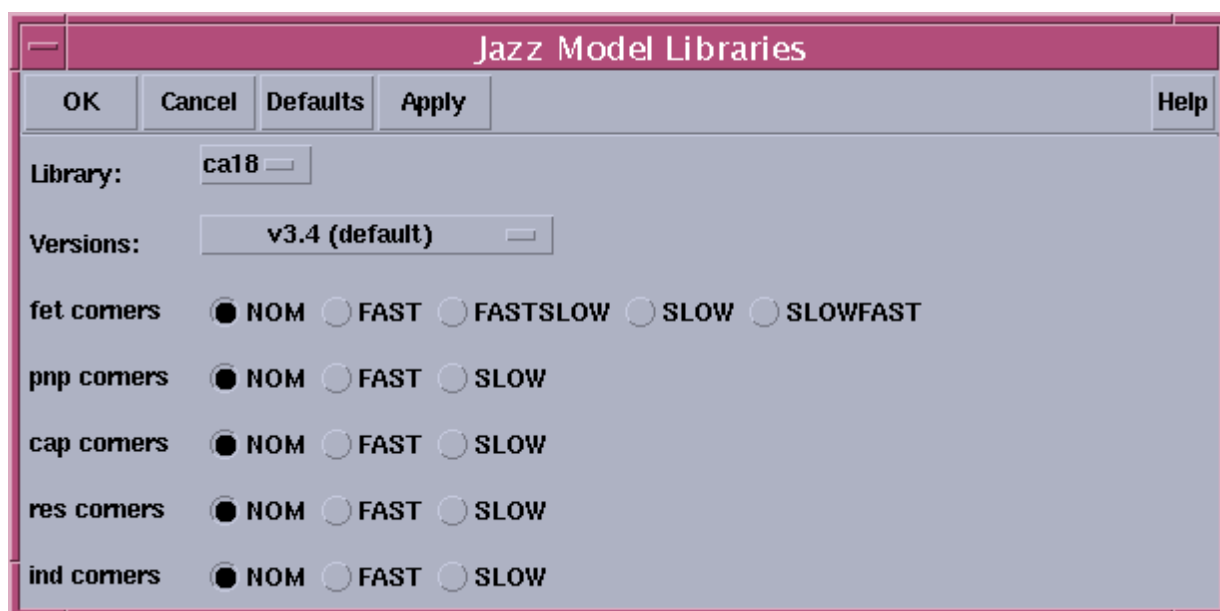 Jazz Model Libraries
OK Cancel Defaults Apply Help
Library: ca18
Versions: v3.4 (default)
fet corners NOM FAST FASTSLOW SLOW SLOWFAST
pnp corners NOM FAST SLOW
cap corners NOM FAST SLOW
res corners NOM FAST SLOW
ind corners NOM FAST SLOW